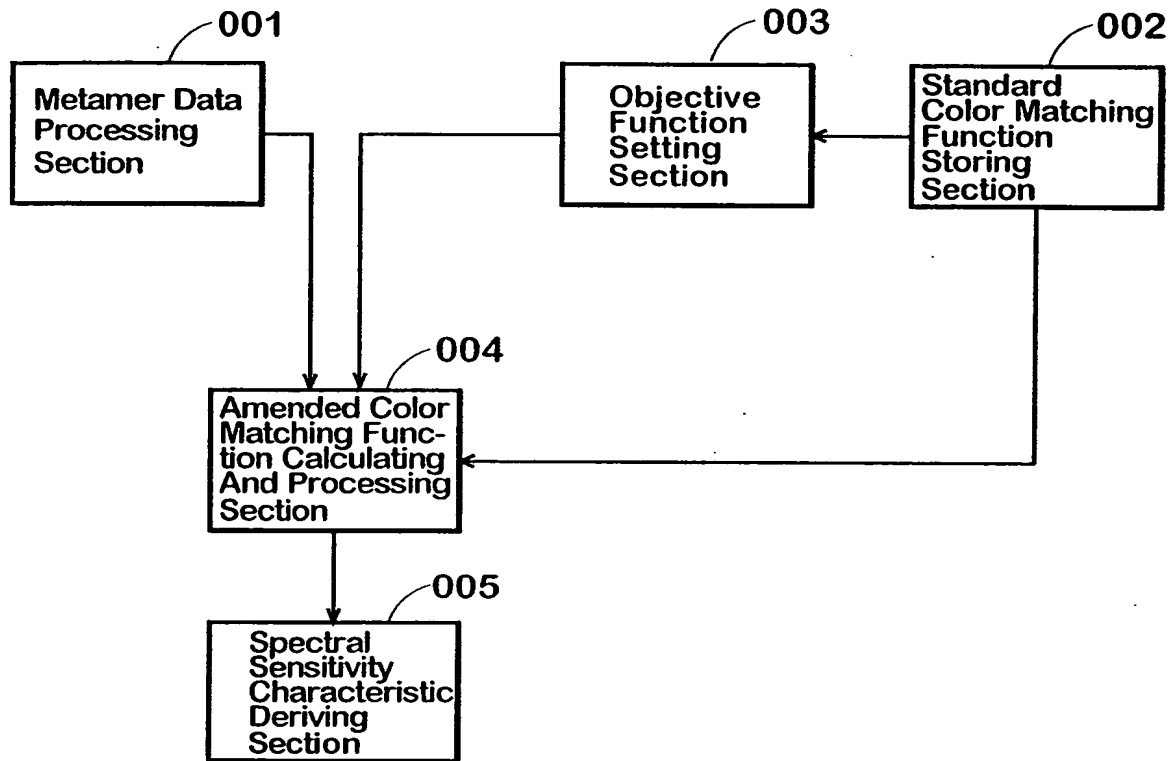 001
Metamer Data
Processing
Section
003
Objective
Function
Setting
Section
002
Standard
Color Matching
Function
Storing
Section
004
Amended Color
Matching Func-
tion Calculating
And Processing
Section
005
Spectral
Sensitivity
Characteristic
Deriving
Section